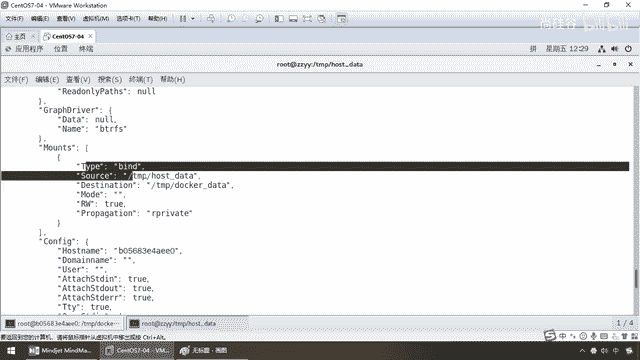 CentOS7-04 - VMware Workstation
文件(F) 编辑(E) 查看(V) 虚拟机(M) 选项卡(T) 帮助(H)
尚硅谷 bilibili
主页 CentOS7-04
应用程序 位置 终端 拼 星期二 12:29
root@zzyy:/tmp/host_data
文件(F) 编辑(E) 查看(V) 搜索(S) 终端(T) 帮助(H)
"ReadonlyPaths": null
},
"GraphDriver": {
"Data": null,
"Name": "btrfs"
},
"Mounts": [
{
"Type": "bind",
"Source": "/tmp/host_data",
"Destination": "/tmp/docker_data",
"Mode": "",
"RW": true,
"Propagation": "rprivate"
}
],
"Config": {
"Hostname": "b05683e4aee0",
"Domainname": "",
"User": "",
"AttachStdin": true,
"AttachStdout": true,
"AttachStderr": true,
"Tty": true,
root@b05683e4aee0: /tmp/docke… root@zzyy:/tmp/host_data 1 / 4
要返回到您的计算机，请将鼠标指针从虚拟机中移出或按 Ctrl+Alt。
Mindjet MindMa... CentOS7-04 - V... 无标题 - 画图